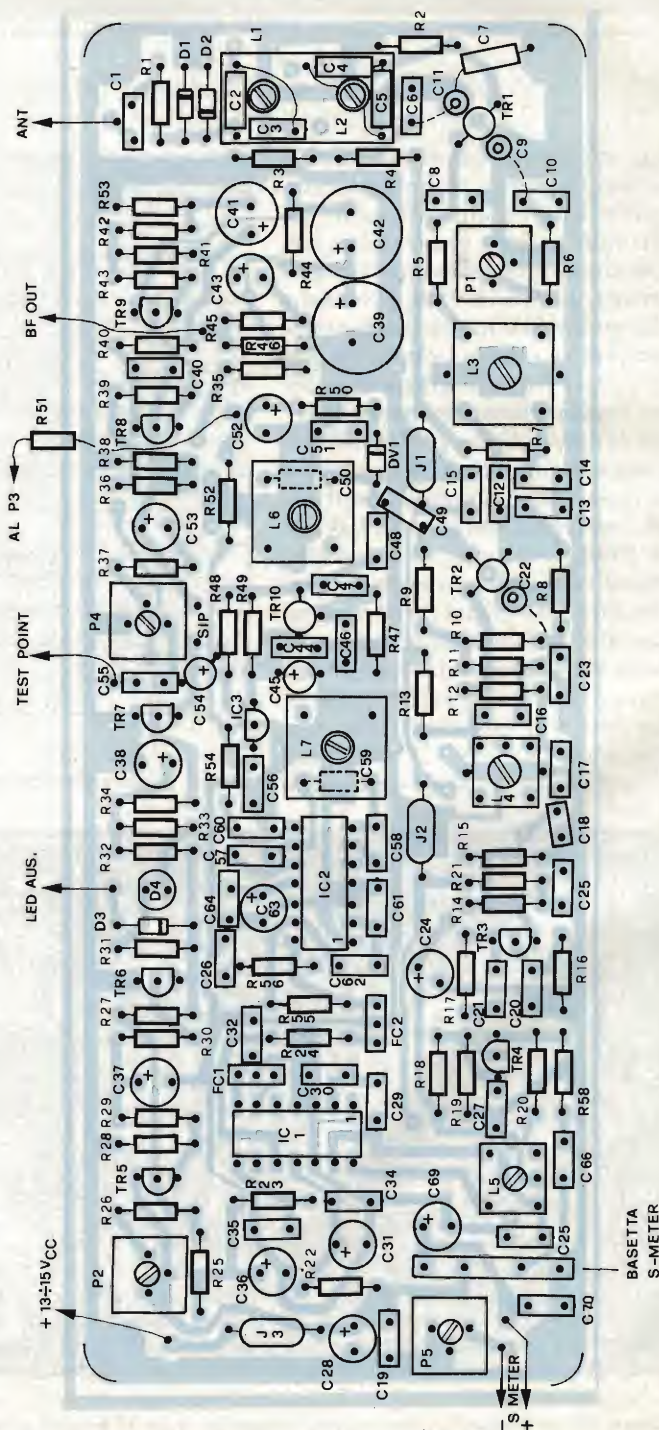 + 13÷15Vcc
LED AUS.
TEST POINT
AL P3
R51
BF OUT
ANT
P2
R25
R26
TR5
R28
R29
C37
R30
R27
TR6
R31
D3
D4
R32
R33
R34
C38
TR7
C55
P4
R37
C53
R36
R38
TR8
R39
C40
R40
TR9
R43
R41
R42
R53
C1
R1
D1
D2
J3
C36
C35
R23
R22
C31
C34
IC1
1
FC1
C30
C29
C32
R24
R55
FC2
C26
R56
C62
C64
C63
C57
C60
IC2
1
C61
C58
R54
C56
IC3
C54
SIP
R48
R49
L7
C59
C45
C44
TR10
C46
C47
R47
R52
L6
C50
C48
C49
C52
C51
R50
DV1
R35
R46
R45
C43
C41
R44
C39
C42
R3
R4
L1
C2
C3
C4
L2
C5
R2
C28
C19
P5
C69
C70
C25
L5
C66
R18
R19
C27
TR4
R20
R58
C24
R17
C21
C20
TR3
R16
J2
R14
R21
R15
C25
C18
L4
C17
C16
R13
R12
R11
R10
C23
R9
TR2
C22
R8
J1
C15
C12
R7
C13
C14
L3
P1
R5
R6
C8
C10
C9
TR1
C11
C6
C7
– S METER +
BASETTA
S-METER